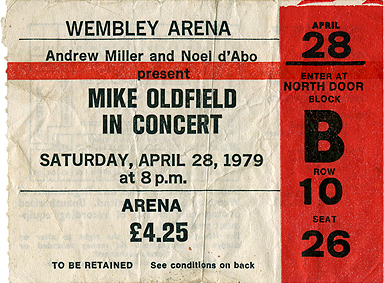 WEMBLEY ARENA
Andrew Miller and Noel d'Abo
present
MIKE OLDFIELD
IN CONCERT
SATURDAY, APRIL 28, 1979
at 8 p.m.
ARENA
£4.25
TO BE RETAINED See conditions on back
APRIL
28
ENTER AT
NORTH DOOR
BLOCK
B
ROW
10
SEAT
26